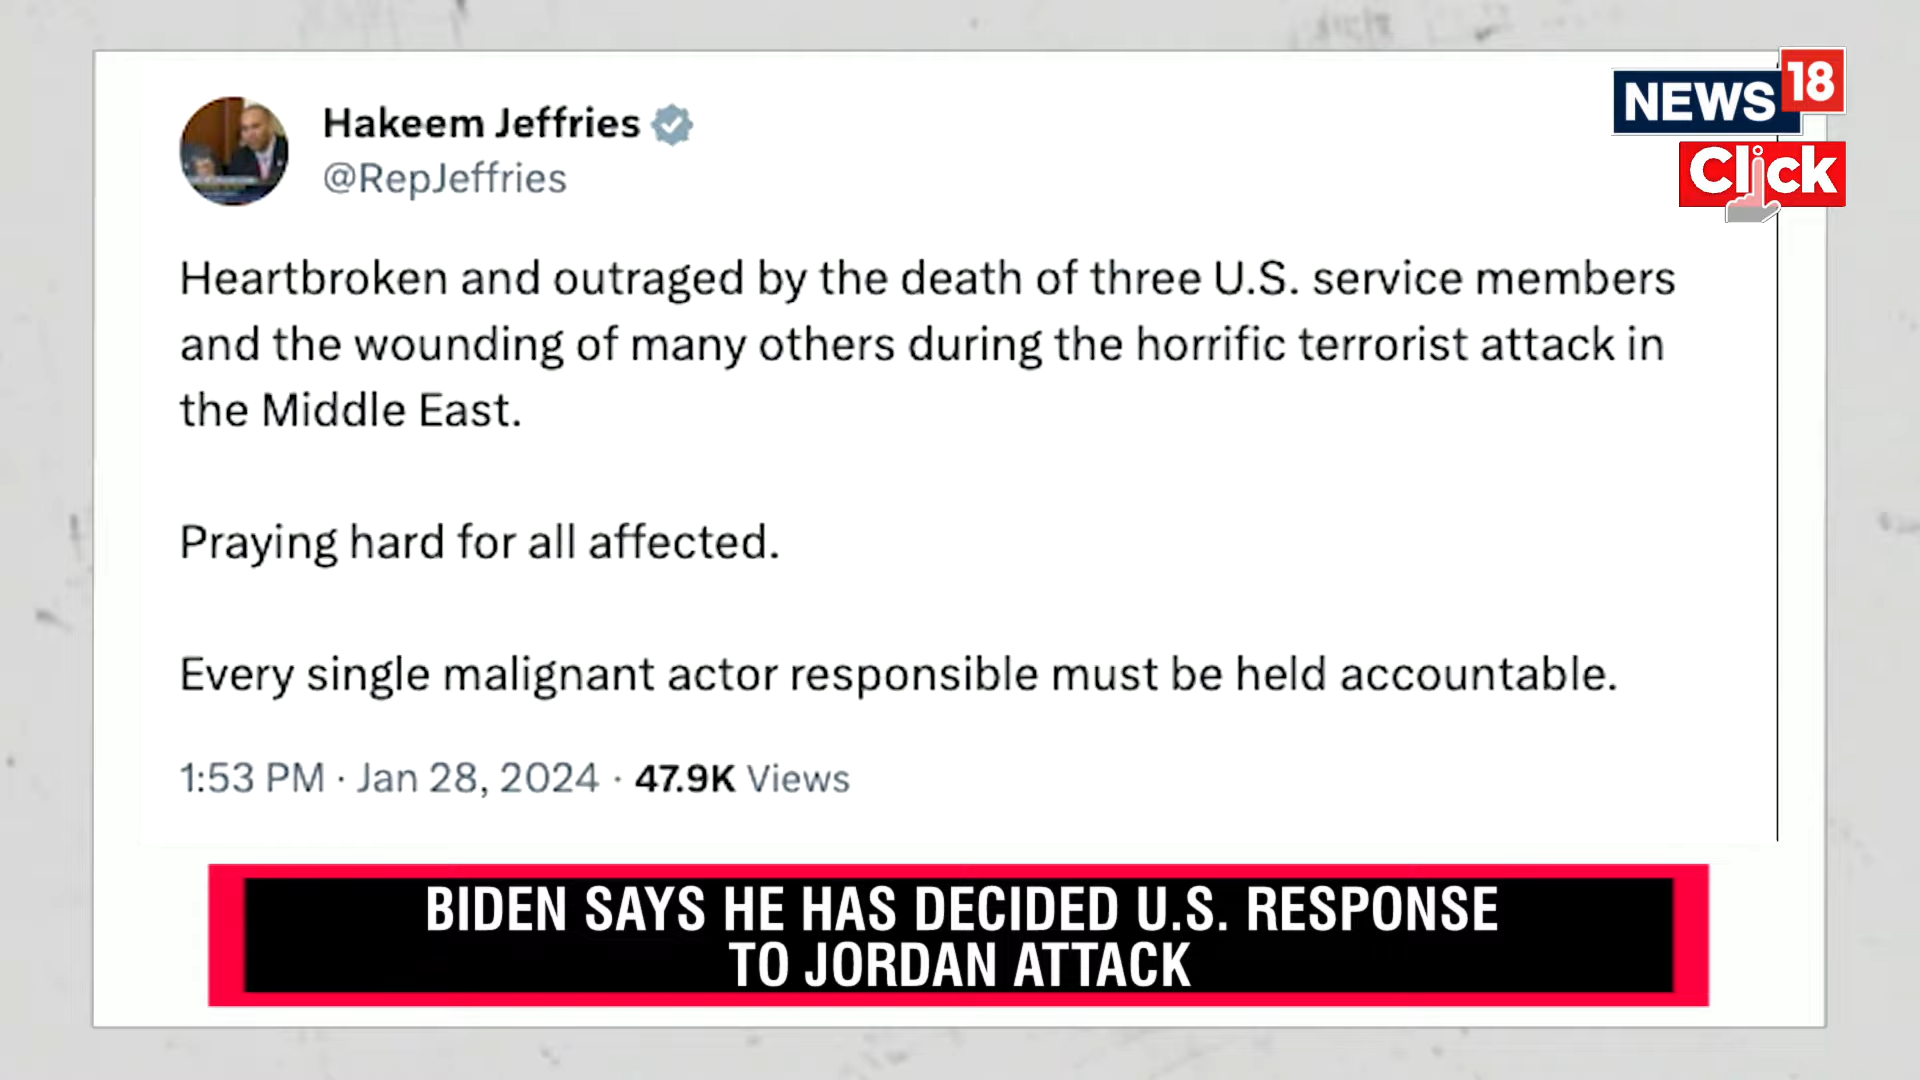 Hakeem Jeffries
@RepJeffries
NEWS18
Click
Heartbroken and outraged by the death of three U.S. service members
and the wounding of many others during the horrific terrorist attack in
the Middle East.
Praying hard for all affected.
Every single malignant actor responsible must be held accountable.
1:53 PM · Jan 28, 2024 · 47.9K Views
BIDEN SAYS HE HAS DECIDED U.S. RESPONSE
TO JORDAN ATTACK